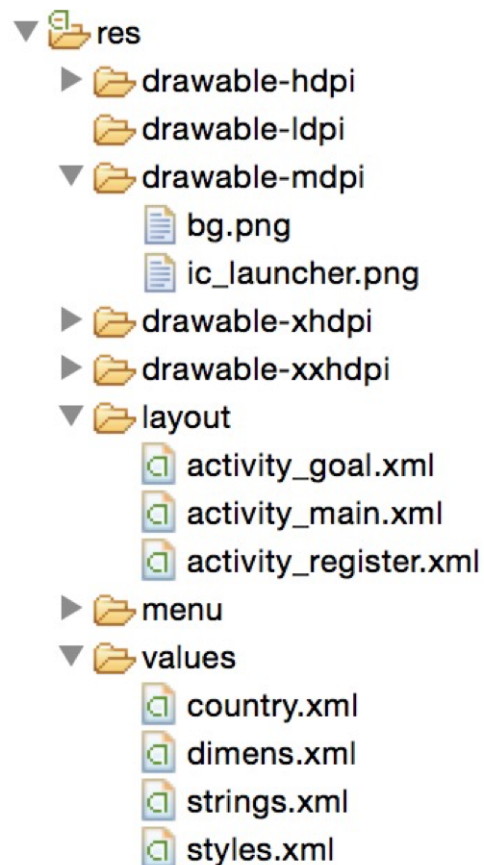 res
drawable-hdpi
drawable-ldpi
drawable-mdpi
bg.png
ic_launcher.png
drawable-xhdpi
drawable-xxhdpi
layout
activity_goal.xml
activity_main.xml
activity_register.xml
menu
values
country.xml
dimens.xml
strings.xml
styles.xml